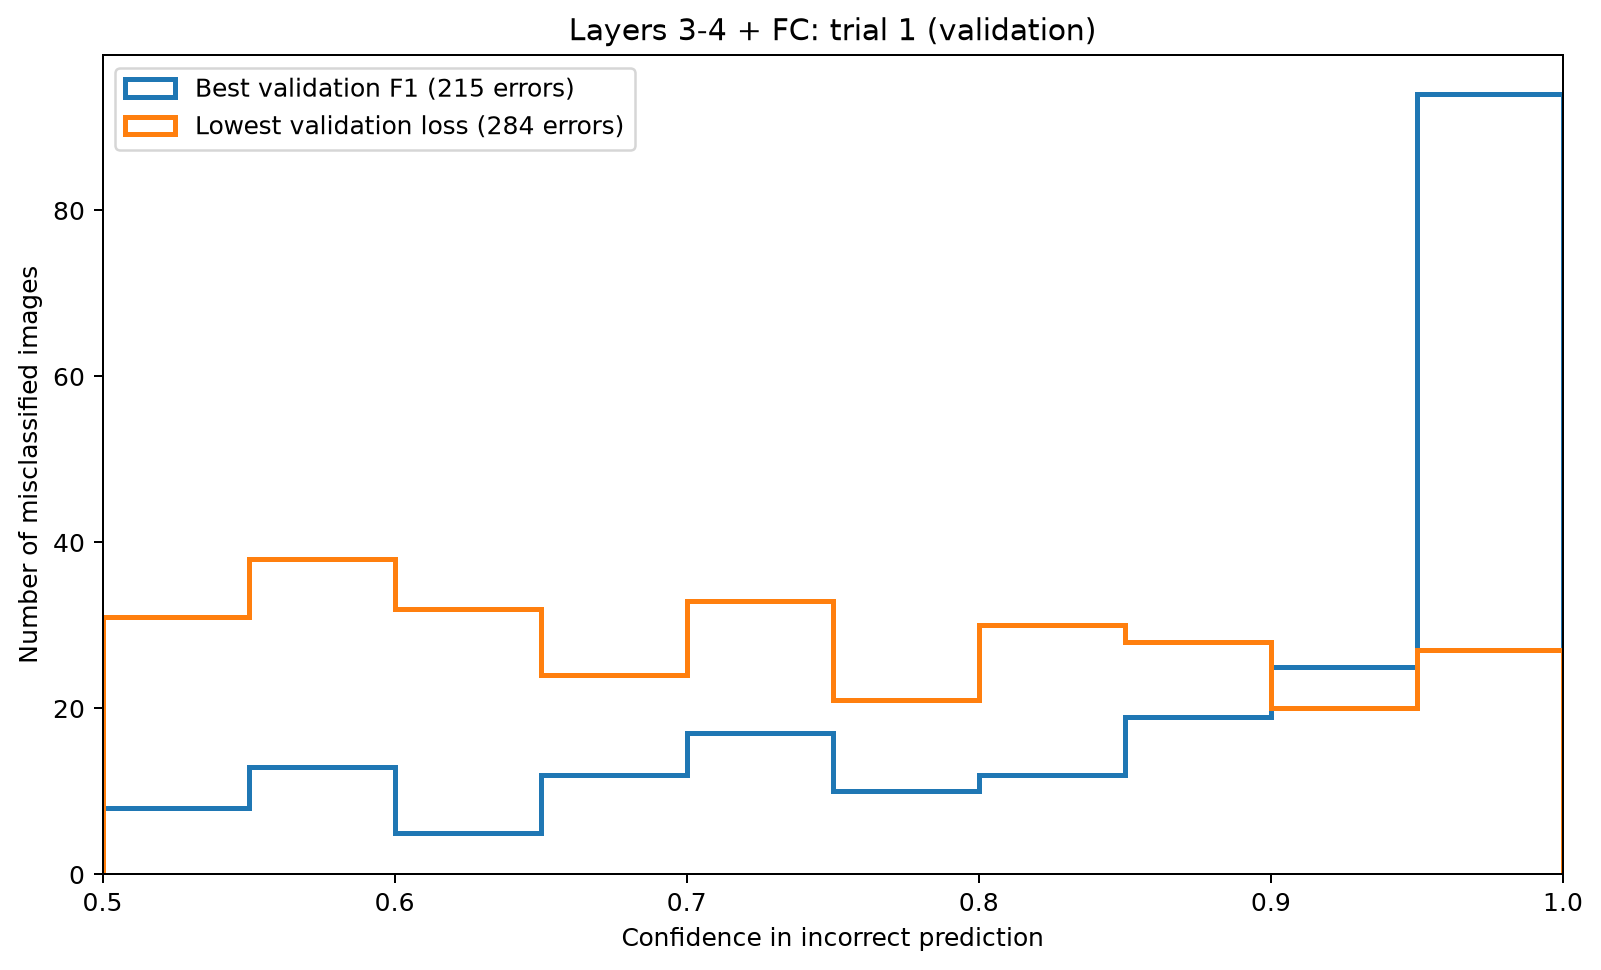 Layers 3-4 + FC: trial 1 (validation)
Best validation F1 (215 errors)
Lowest validation loss (284 errors)
Number of misclassified images
80
60
40
20
0
0.5 0.6 0.7 0.8 0.9 1.0
Confidence in incorrect prediction